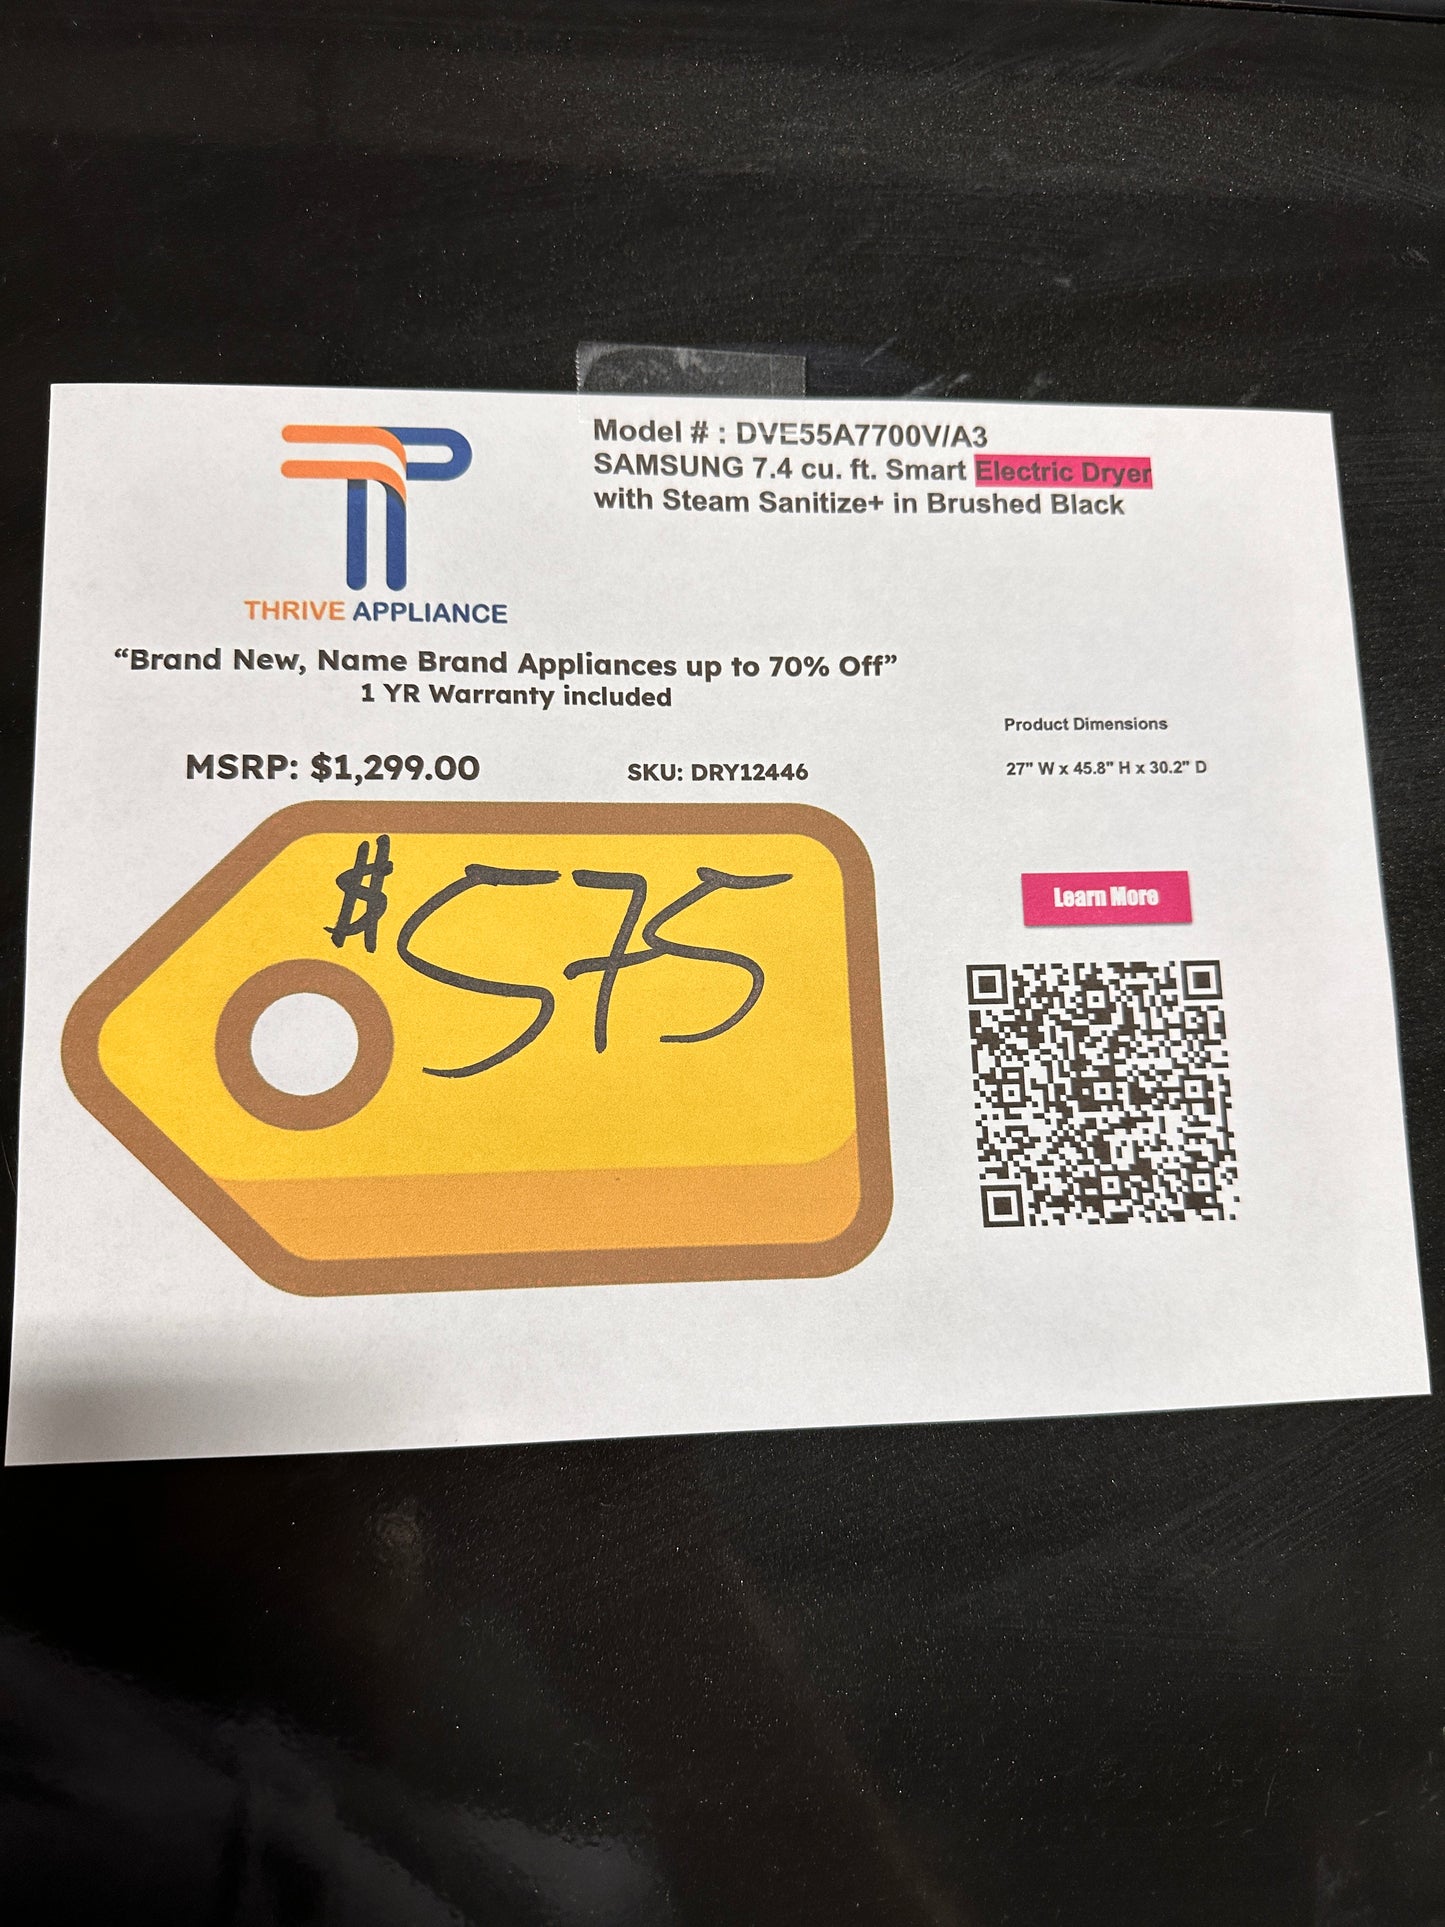 Model # : DVE55A7700V/A3
SAMSUNG 7.4 cu. ft. Smart Electric Dryer
with Steam Sanitize+ in Brushed Black
THRIVE APPLIANCE
“Brand New, Name Brand Appliances up to 70% Off”
1 YR Warranty included
Product Dimensions
MSRP: $1,299.00
SKU: DRY12446
27" W x 45.8" H x 30.2" D
$575
Learn More